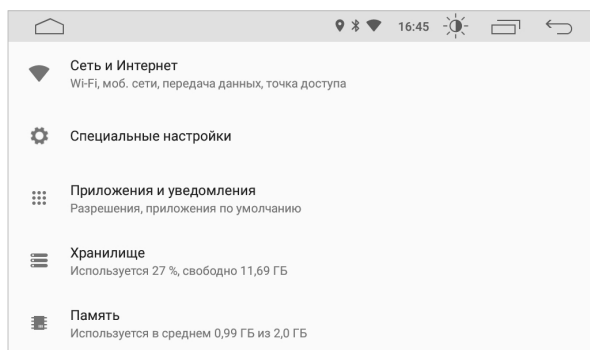 16:45
Сеть и Интернет
Wi-Fi, моб. сети, передача данных, точка доступа
Специальные настройки
Приложения и уведомления
Разрешения, приложения по умолчанию
Хранилище
Используется 27 %, свободно 11,69 ГБ
Память
Используется в среднем 0,99 ГБ из 2,0 ГБ